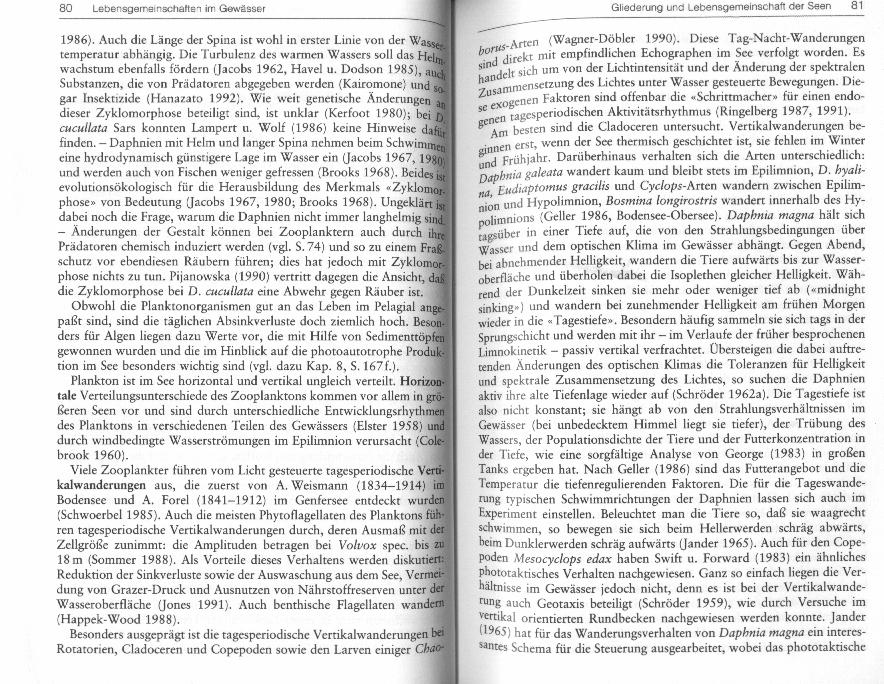 80 Lebensgemeinschaften im Gewässer
1986). Auch die Länge der Spina ist wohl in erster Linie von der Wasser-
temperatur abhängig. Die Turbulenz des warmen Wassers soll das Helm-
wachstum ebenfalls fördern (Jacobs 1962, Havel u. Dodson 1985), auch
Substanzen, die von Prädatoren abgegeben werden (Kairomone) und so-
gar Insektizide (Hanazato 1992). Wie weit genetische Änderungen an
dieser Zyklomorphose beteiligt sind, ist unklar (Kerfoot 1980); bei D.
cucullata Sars konnten Lampert u. Wolf (1986) keine Hinweise dafür
finden. – Daphnien mit Helm und langer Spina nehmen beim Schwimmen
eine hydrodynamisch günstigere Lage im Wasser ein (Jacobs 1967, 1980)
und werden auch von Fischen weniger gefressen (Brooks 1968). Beides ist
evolutionsökologisch für die Herausbildung des Merkmals «Zyklomor-
phose» von Bedeutung (Jacobs 1967, 1980; Brooks 1968). Ungeklärt ist
dabei noch die Frage, warum die Daphnien nicht immer langhelmig sind.
– Änderungen der Gestalt können bei Zooplanktern auch durch ihre
Prädatoren chemisch induziert werden (vgl. S. 74) und so zu einem Fraß-
schutz vor ebendiesen Räubern führen; dies hat jedoch mit Zyklomor-
phose nichts zu tun. Pijanowska (1990) vertritt dagegen die Ansicht, daß
die Zyklomorphose bei D. cucullata eine Abwehr gegen Räuber ist.
Obwohl die Planktonorganismen gut an das Leben im Pelagial ange-
paßt sind, sind die täglichen Absinkverluste doch ziemlich hoch. Beson-
ders für Algen liegen dazu Werte vor, die mit Hilfe von Sedimenttöpfen
gewonnen wurden und die im Hinblick auf die photoautotrophe Produk-
tion im See besonders wichtig sind (vgl. dazu Kap. 8, S. 167 f.).
Plankton ist im See horizontal und vertikal ungleich verteilt. Horizon-
tale Verteilungsunterschiede des Zooplanktons kommen vor allem in grö-
ßeren Seen vor und sind durch unterschiedliche Entwicklungsrhythmen
des Planktons in verschiedenen Teilen des Gewässers (Elster 1958) und
durch windbedingte Wasserströmungen im Epilimnion verursacht (Cole-
brook 1960).
Viele Zooplankter führen vom Licht gesteuerte tagesperiodische Verti-
kalwanderungen aus, die zuerst von A. Weismann (1834–1914) im
Bodensee und A. Forel (1841–1912) im Genfersee entdeckt wurden
(Schwoerbel 1985). Auch die meisten Phytoflagellaten des Planktons füh-
ren tagesperiodische Vertikalwanderungen durch, deren Ausmaß mit der
Zellgröße zunimmt: die Amplituden betragen bei Volvox spec. bis zu
18 m (Sommer 1988). Als Vorteile dieses Verhaltens werden diskutiert:
Reduktion der Sinkverluste sowie der Auswaschung aus dem See, Vermei-
dung von Grazer-Druck und Ausnutzen von Nährstoffreserven unter der
Wasseroberfläche (Jones 1991). Auch benthische Flagellaten wandern
(Happek-Wood 1988).
Besonders ausgeprägt ist die tagesperiodische Vertikalwanderungen bei
Rotatorien, Cladoceren und Copepoden sowie den Larven einiger Chao-
Gliederung und Lebensgemeinschaft der Seen 81
borus-Arten (Wagner-Döbler 1990). Diese Tag-Nacht-Wanderungen
sind direkt mit empfindlichen Echographen im See verfolgt worden. Es
handelt sich um von der Lichtintensität und der Änderung der spektralen
Zusammensetzung des Lichtes unter Wasser gesteuerte Bewegungen. Die-
se exogenen Faktoren sind offenbar die «Schrittmacher» für einen endo-
genen tagesperiodischen Aktivitätsrhythmus (Ringelberg 1987, 1991).
Am besten sind die Cladoceren untersucht. Vertikalwanderungen be-
ginnen erst, wenn der See thermisch geschichtet ist, sie fehlen im Winter
und Frühjahr. Darüberhinaus verhalten sich die Arten unterschiedlich:
Daphnia galeata wandert kaum und bleibt stets im Epilimnion, D. hyali-
na, Eudiaptomus gracilis und Cyclops-Arten wandern zwischen Epilim-
nion und Hypolimnion, Bosmina longirostris wandert innerhalb des Hy-
polimnions (Geller 1986, Bodensee-Obersee). Daphnia magna hält sich
tagsüber in einer Tiefe auf, die von den Strahlungsbedingungen über
Wasser und dem optischen Klima im Gewässer abhängt. Gegen Abend,
bei abnehmender Helligkeit, wandern die Tiere aufwärts bis zur Wasser-
oberfläche und überholen dabei die Isoplethen gleicher Helligkeit. Wäh-
rend der Dunkelzeit sinken sie mehr oder weniger tief ab («midnight
sinking») und wandern bei zunehmender Helligkeit am frühen Morgen
wieder in die «Tagestiefe». Besondern häufig sammeln sie sich tags in der
Sprungschicht und werden mit ihr – im Verlaufe der früher besprochenen
Limnokinetik – passiv vertikal verfrachtet. Übersteigen die dabei auftre-
tenden Änderungen des optischen Klimas die Toleranzen für Helligkeit
und spektrale Zusammensetzung des Lichtes, so suchen die Daphnien
aktiv ihre alte Tiefenlage wieder auf (Schröder 1962a). Die Tagestiefe ist
also nicht konstant; sie hängt ab von den Strahlungsverhältnissen im
Gewässer (bei unbedecktem Himmel liegt sie tiefer), der Trübung des
Wassers, der Populationsdichte der Tiere und der Futterkonzentration in
der Tiefe, wie eine sorgfältige Analyse von George (1983) in großen
Tanks ergeben hat. Nach Geller (1986) sind das Futterangebot und die
Temperatur die tiefenregulierenden Faktoren. Die für die Tageswande-
rung typischen Schwimmrichtungen der Daphnien lassen sich auch im
Experiment einstellen. Beleuchtet man die Tiere so, daß sie waagrecht
schwimmen, so bewegen sie sich beim Hellerwerden schräg abwärts,
beim Dunklerwerden schräg aufwärts (Jander 1965). Auch für den Cope-
poden Mesocyclops edax haben Swift u. Forward (1983) ein ähnliches
phototaktisches Verhalten nachgewiesen. Ganz so einfach liegen die Ver-
hältnisse im Gewässer jedoch nicht, denn es ist bei der Vertikalwande-
rung auch Geotaxis beteiligt (Schröder 1959), wie durch Versuche im
vertikal orientierten Rundbecken nachgewiesen werden konnte. Jander
(1965) hat für das Wanderungsverhalten von Daphnia magna ein interes-
santes Schema für die Steuerung ausgearbeitet, wobei das phototaktische